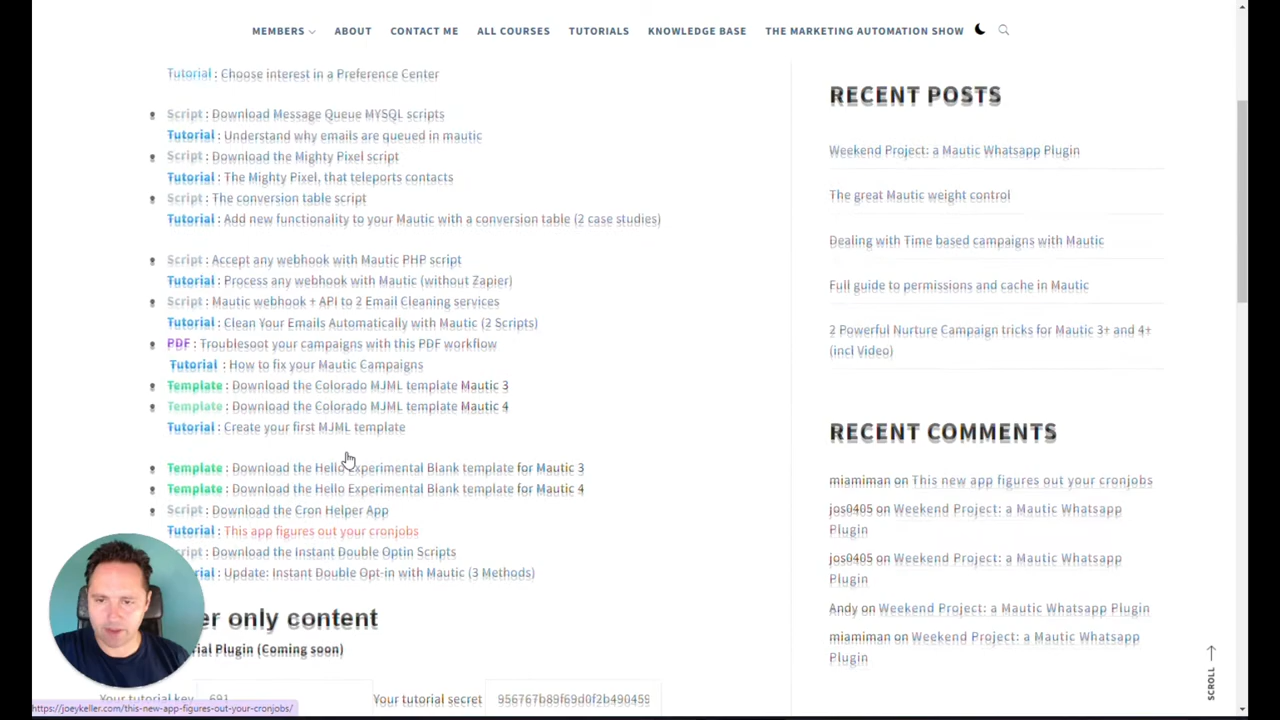 MEMBERS ABOUT CONTACT ME ALL COURSES TUTORIALS KNOWLEDGE BASE THE MARKETING AUTOMATION SHOW
Tutorial : Choose interest in a Preference Center
Script : Download Message Queue MYSQL scripts
Tutorial : Understand why emails are queued in mautic
Script : Download the Mighty Pixel script
Tutorial : The Mighty Pixel, that teleports contacts
Script : The conversion table script
Tutorial : Add new functionality to your Mautic with a conversion table (2 case studies)
Script : Accept any webhook with Mautic PHP script
Tutorial : Process any webhook with Mautic (without Zapier)
Script : Mautic webhook + API to 2 Email Cleaning services
Tutorial : Clean Your Emails Automatically with Mautic (2 Scripts)
PDF : Troublesoot your campaigns with this PDF workflow
Tutorial : How to fix your Mautic Campaigns
Template : Download the Colorado MJML template Mautic 3
Template : Download the Colorado MJML template Mautic 4
Tutorial : Create your first MJML template
Template : Download the Hello Experimental Blank template for Mautic 3
Template : Download the Hello Experimental Blank template for Mautic 4
Script : Download the Cron Helper App
Tutorial : This app figures out your cronjobs
cript : Download the Instant Double Optin Scripts
rial : Update: Instant Double Opt-in with Mautic (3 Methods)
er only content
rial Plugin (Coming soon)
Your tutorial key 691 Your tutorial secret 956767b89f69d0f2b490459
https://joeykeller.com/this-new-app-figures-out-your-cronjobs/
RECENT POSTS
Weekend Project: a Mautic Whatsapp Plugin
The great Mautic weight control
Dealing with Time based campaigns with Mautic
Full guide to permissions and cache in Mautic
2 Powerful Nurture Campaign tricks for Mautic 3+ and 4+
(incl Video)
RECENT COMMENTS
miamiman on This new app figures out your cronjobs
jos0405 on Weekend Project: a Mautic Whatsapp
Plugin
jos0405 on Weekend Project: a Mautic Whatsapp
Plugin
Andy on Weekend Project: a Mautic Whatsapp Plugin
miamiman on Weekend Project: a Mautic Whatsapp
Plugin
SCROLL